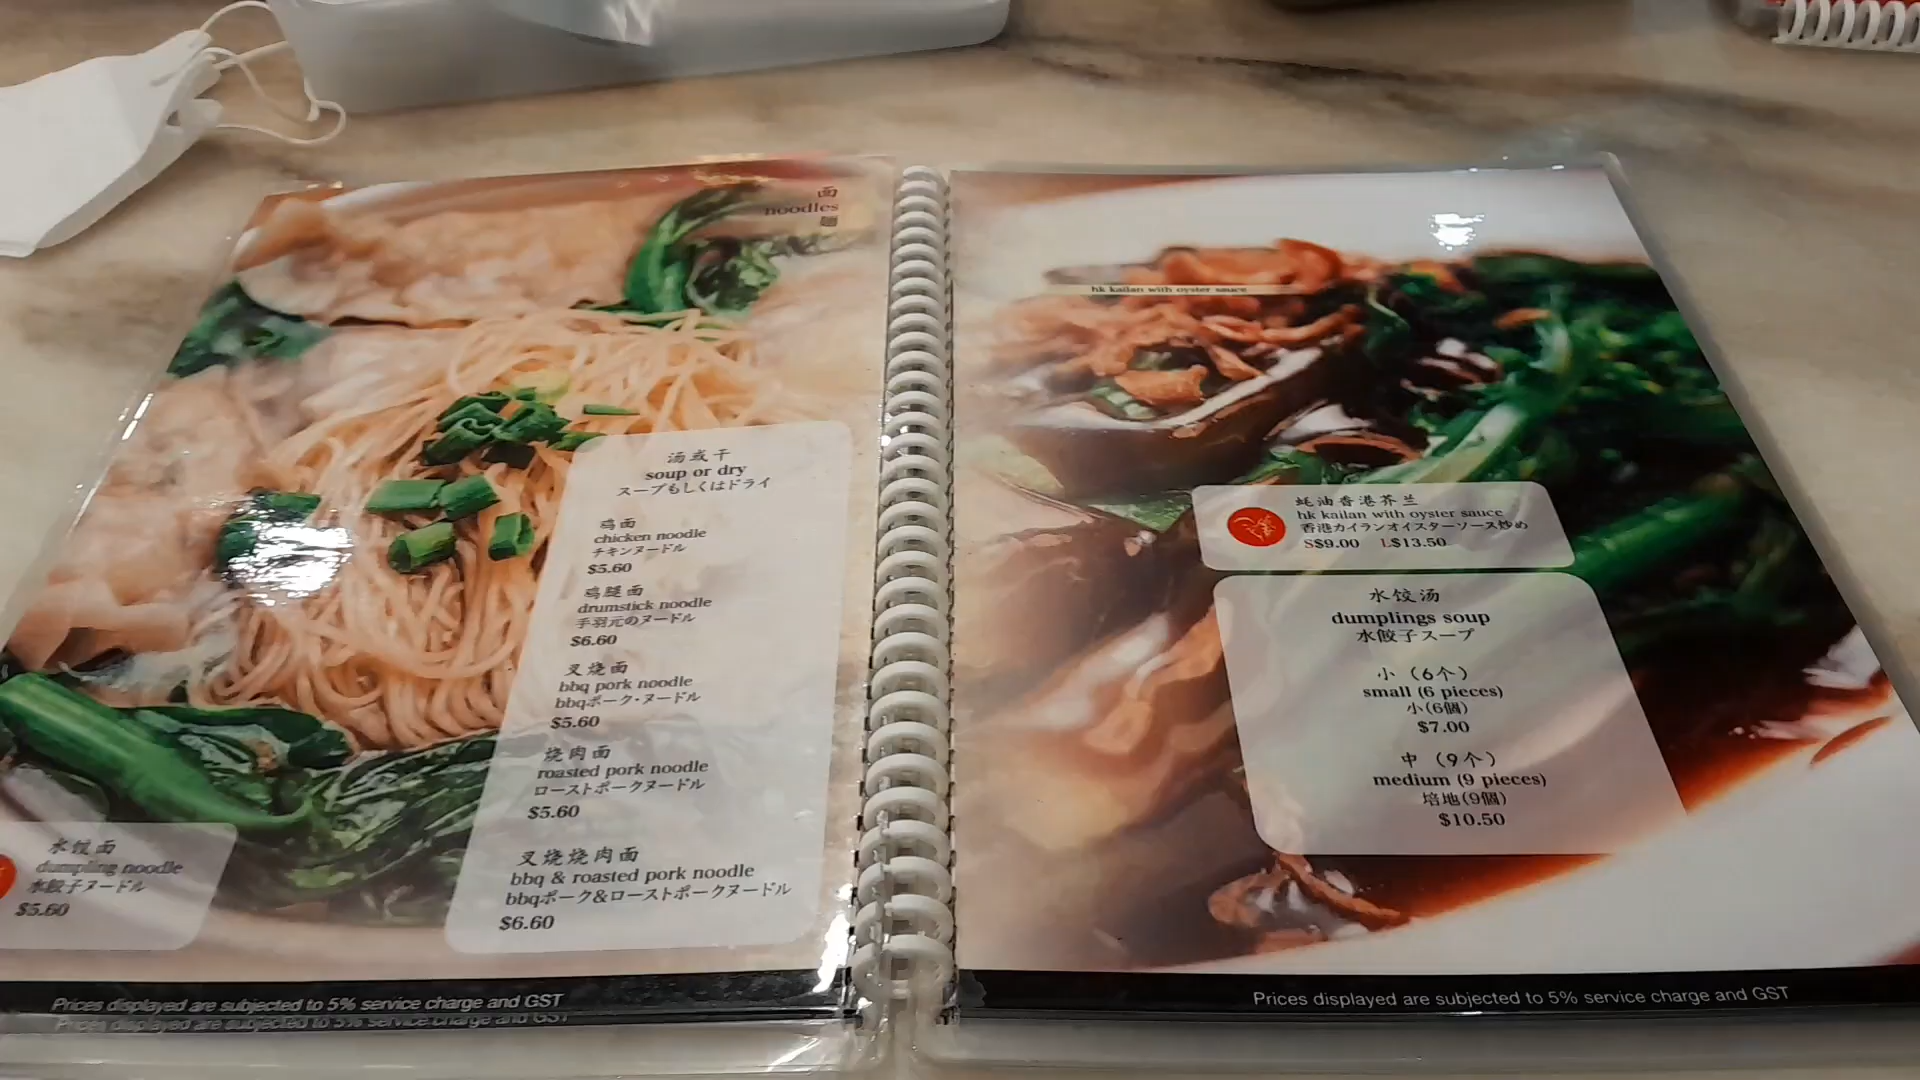 面
noodles
麺
汤或干
soup or dry
スープもしくはドライ
鸡面
chicken noodle
チキンヌードル
$5.60
鸡腿面
drumstick noodle
手羽元のヌードル
$6.60
叉烧面
bbq pork noodle
bbqポーク・ヌードル
$5.60
烧肉面
roasted pork noodle
ローストポークヌードル
$5.60
叉烧烧肉面
bbq & roasted pork noodle
bbqポーク&ローストポークヌードル
$6.60
水饺面
dumpling noodle
水餃子ヌードル
$5.60
Prices displayed are subjected to 5% service charge and GST
Prices displayed are subjected to 5% service charge and GST
hk kailan with oyster sauce
蚝油香港芥兰
hk kailan with oyster sauce
香港カイランオイスターソース炒め
S$9.00 L$13.50
水饺汤
dumplings soup
水餃子スープ
小（6个）
small (6 pieces)
小(6個)
$7.00
中（9个）
medium (9 pieces)
培地(9個)
$10.50
Prices displayed are subjected to 5% service charge and GST